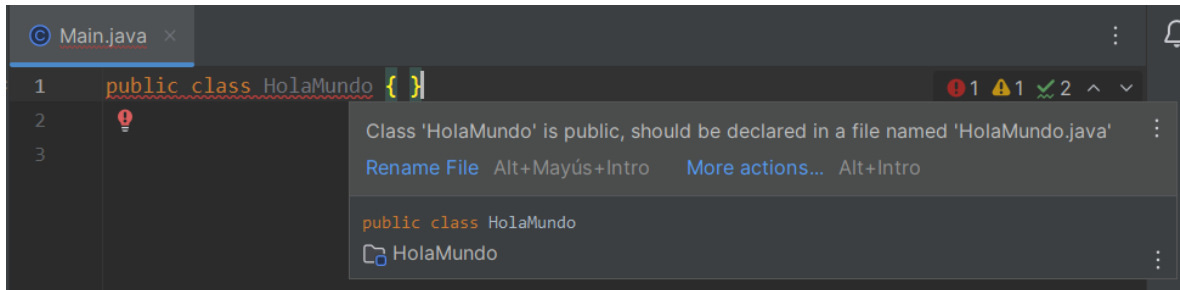 Main.java
1 public class HolaMundo { } 1 1 2
2
3
Class 'HolaMundo' is public, should be declared in a file named 'HolaMundo.java'
Rename File Alt+Mayús+Intro More actions... Alt+Intro
public class HolaMundo
HolaMundo